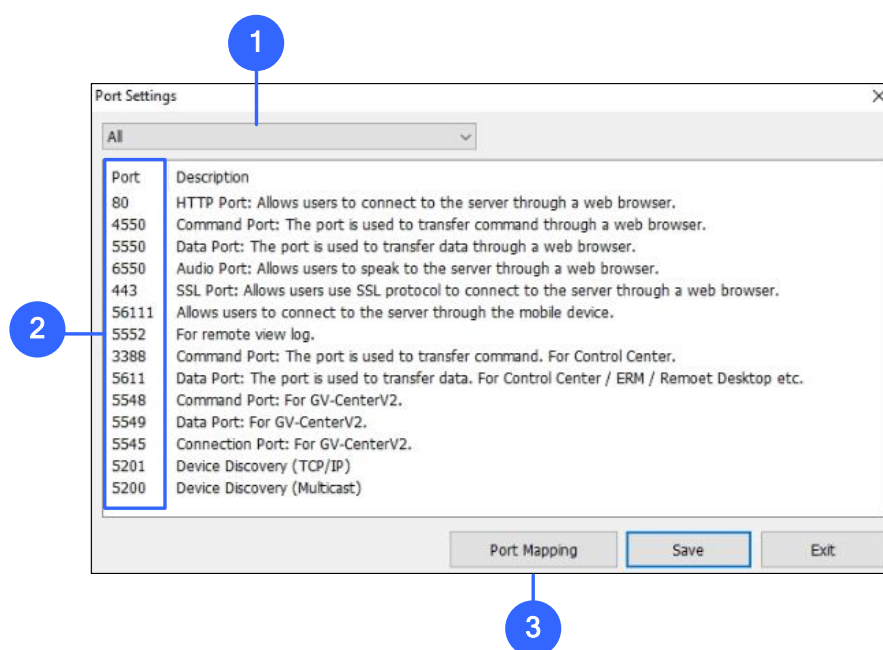 1
Port Settings
All
Port Description
80 HTTP Port: Allows users to connect to the server through a web browser.
4550 Command Port: The port is used to transfer command through a web browser.
5550 Data Port: The port is used to transfer data through a web browser.
6550 Audio Port: Allows users to speak to the server through a web browser.
443 SSL Port: Allows users use SSL protocol to connect to the server through a web browser.
56111 Allows users to connect to the server through the mobile device.
2
5552 For remote view log.
3388 Command Port: The port is used to transfer command. For Control Center.
5611 Data Port: The port is used to transfer data. For Control Center / ERM / Remoet Desktop etc.
5548 Command Port: For GV-CenterV2.
5549 Data Port: For GV-CenterV2.
5545 Connection Port: For GV-CenterV2.
5201 Device Discovery (TCP/IP)
5200 Device Discovery (Multicast)
Port Mapping Save Exit
3